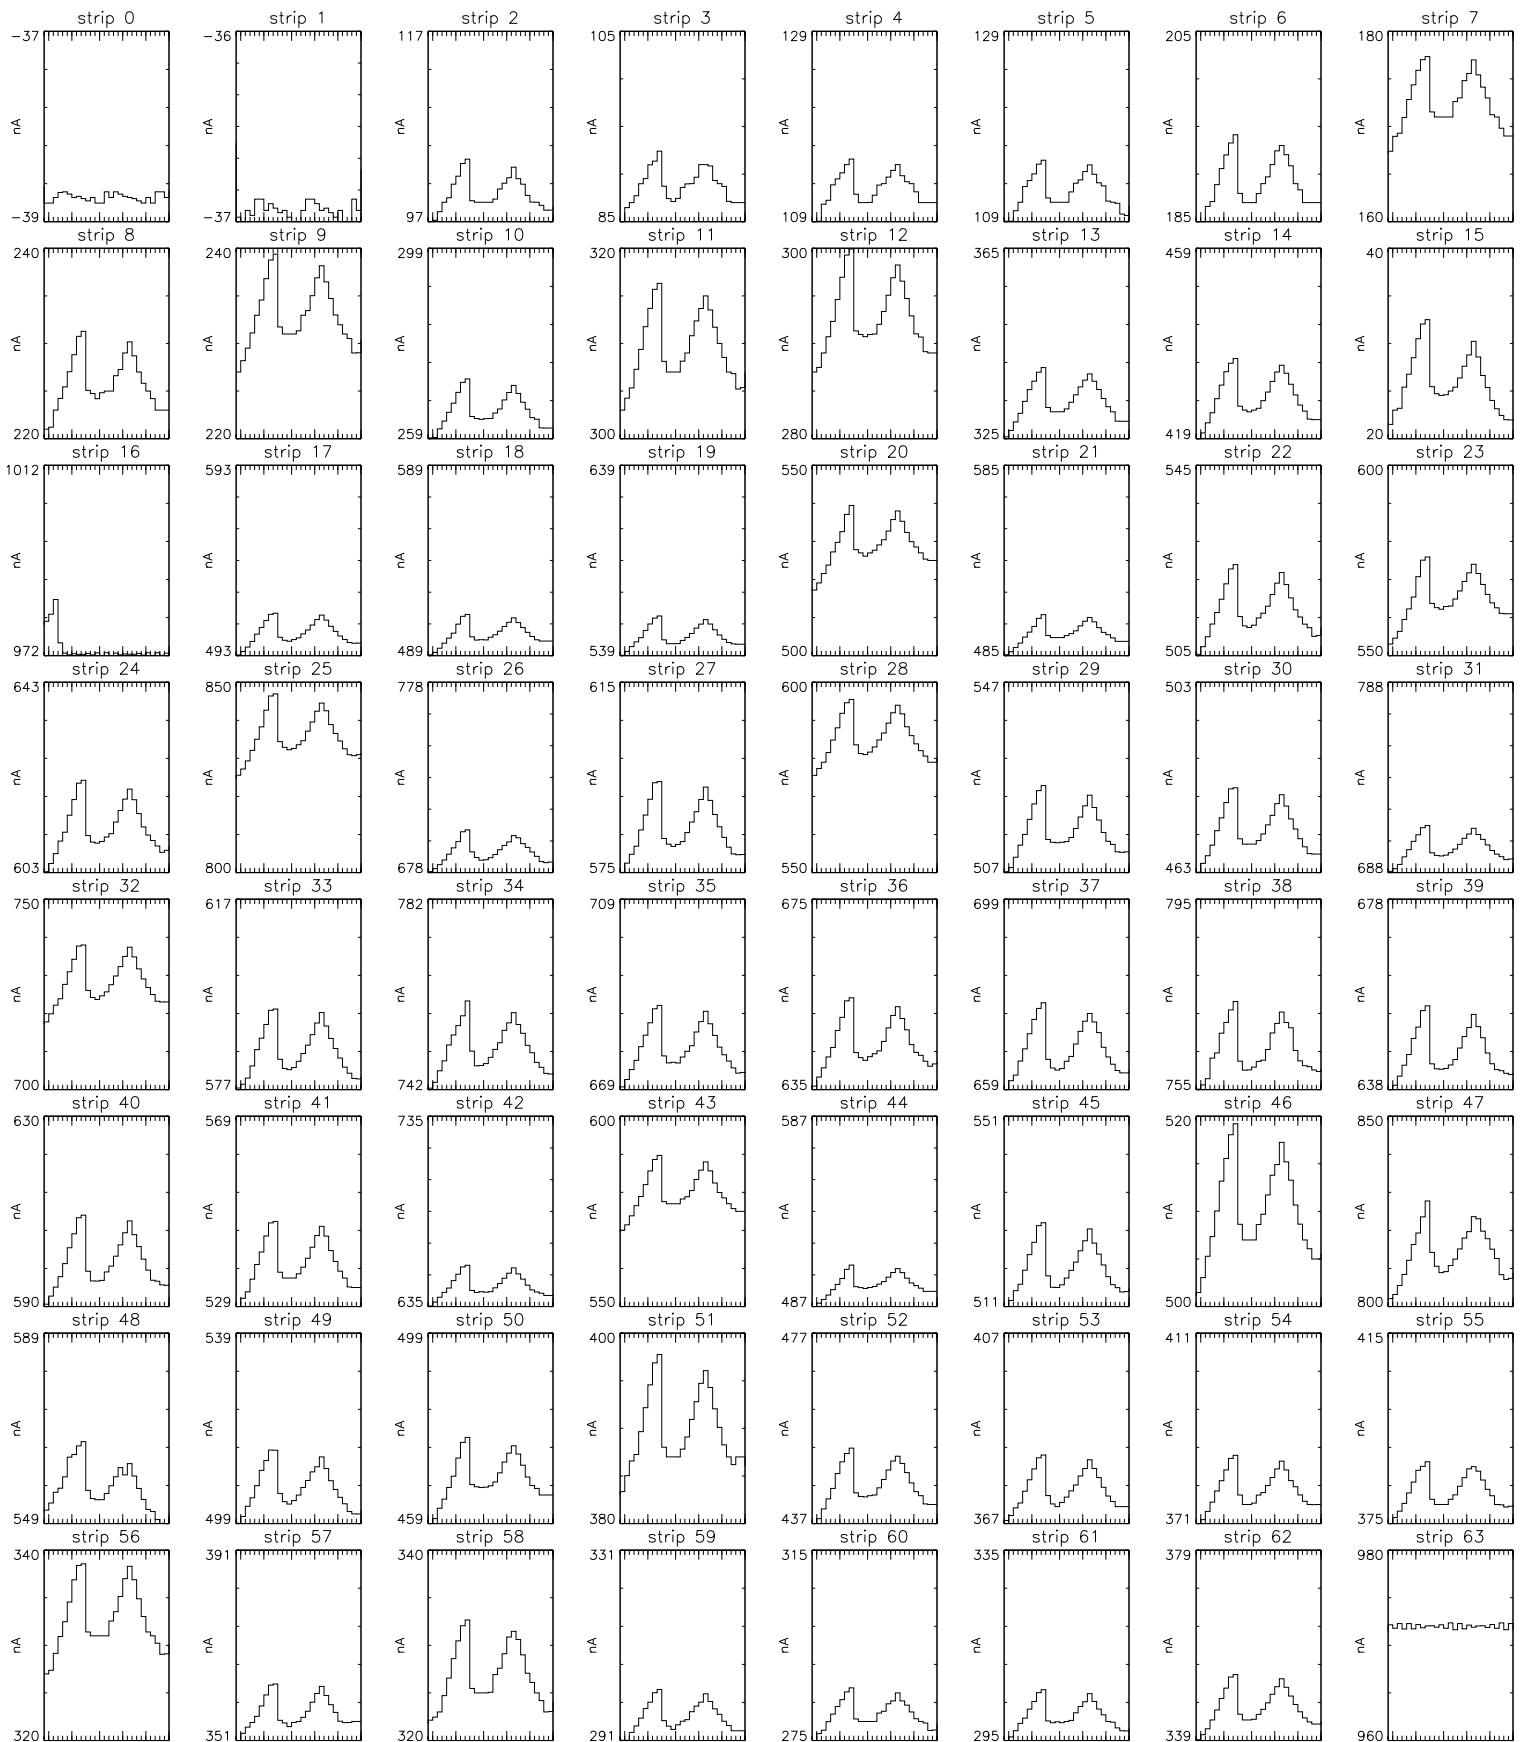 strip 0 strip 1 strip 2 strip 3 strip 4 strip 5 strip 6 strip 7
−37 −36 117 105 129 129 205 180
nA nA nA nA nA nA nA nA
−39 −37 97 85 109 109 185 160
strip 8 strip 9 strip 10 strip 11 strip 12 strip 13 strip 14 strip 15
240 240 299 320 300 365 459 40
nA nA nA nA nA nA nA nA
220 220 259 300 280 325 419 20
strip 16 strip 17 strip 18 strip 19 strip 20 strip 21 strip 22 strip 23
1012 593 589 639 550 585 545 600
nA nA nA nA nA nA nA nA
972 493 489 539 500 485 505 550
strip 24 strip 25 strip 26 strip 27 strip 28 strip 29 strip 30 strip 31
643 850 778 615 600 547 503 788
nA nA nA nA nA nA nA nA
603 800 678 575 550 507 463 688
strip 32 strip 33 strip 34 strip 35 strip 36 strip 37 strip 38 strip 39
750 617 782 709 675 699 795 678
nA nA nA nA nA nA nA nA
700 577 742 669 635 659 755 638
strip 40 strip 41 strip 42 strip 43 strip 44 strip 45 strip 46 strip 47
630 569 735 600 587 551 520 850
nA nA nA nA nA nA nA nA
590 529 635 550 487 511 500 800
strip 48 strip 49 strip 50 strip 51 strip 52 strip 53 strip 54 strip 55
589 539 499 400 477 407 411 415
nA nA nA nA nA nA nA nA
549 499 459 380 437 367 371 375
strip 56 strip 57 strip 58 strip 59 strip 60 strip 61 strip 62 strip 63
340 391 340 331 315 335 379 980
nA nA nA nA nA nA nA nA
320 351 320 291 275 295 339 960